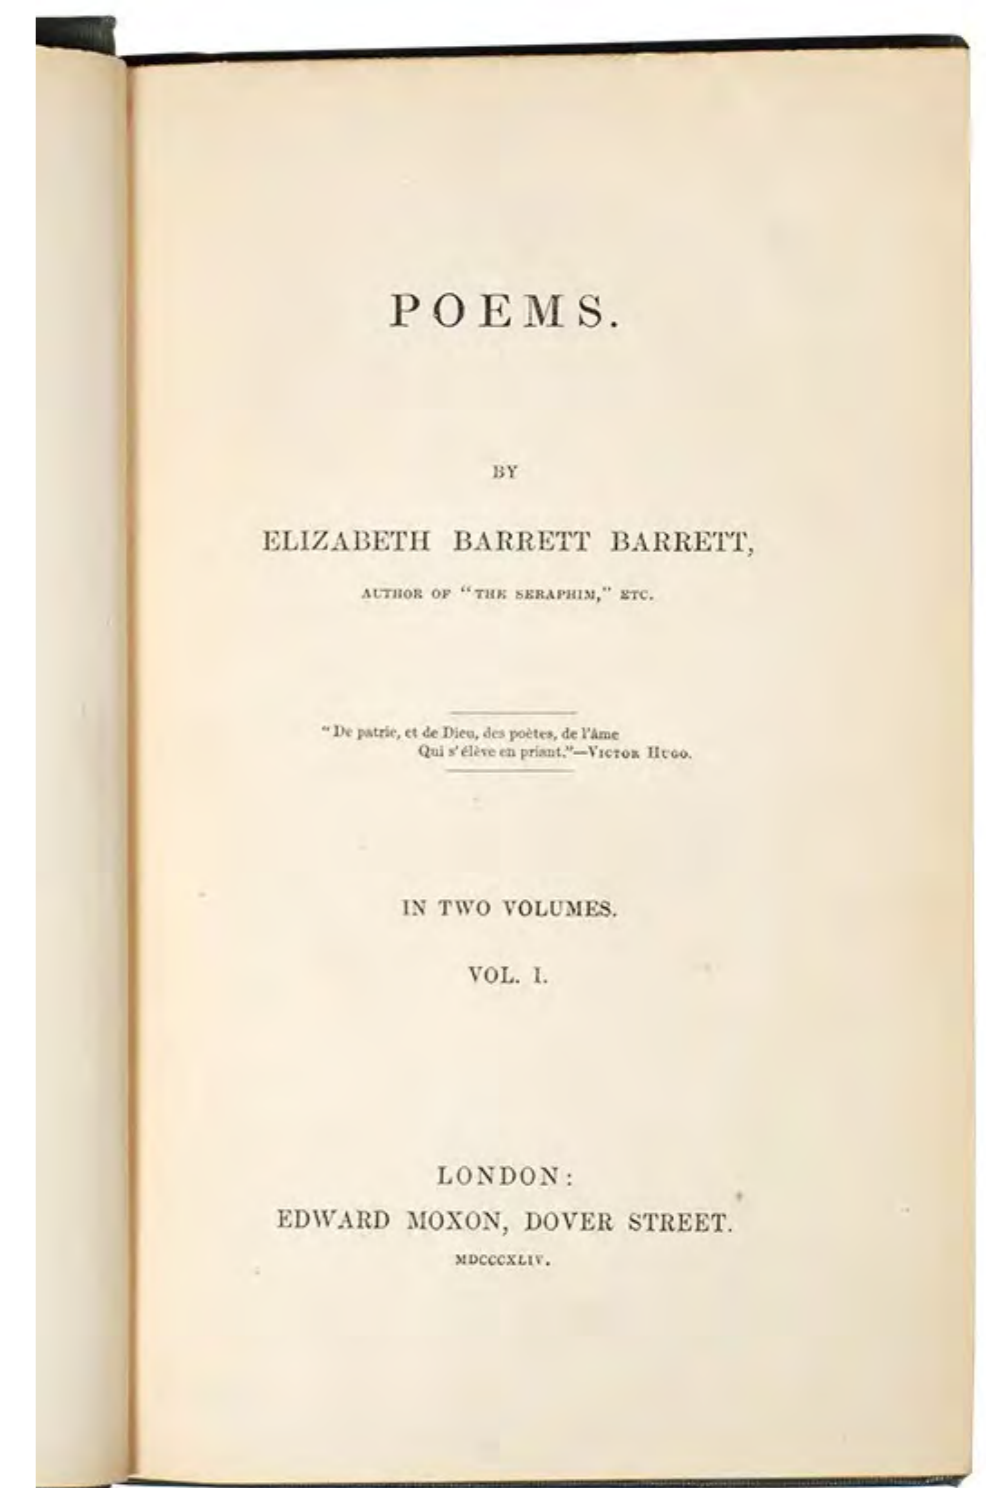 POEMS.
BY
ELIZABETH BARRETT BARRETT,
AUTHOR OF "THE SERAPHIM," ETC.
"De patrie, et de Dieu, des poètes, de l'âme
Qui s'élève en priant."—VICTOR HUGO.
IN TWO VOLUMES.
VOL. I.
LONDON:
EDWARD MOXON, DOVER STREET.
MDCCCXLIV.